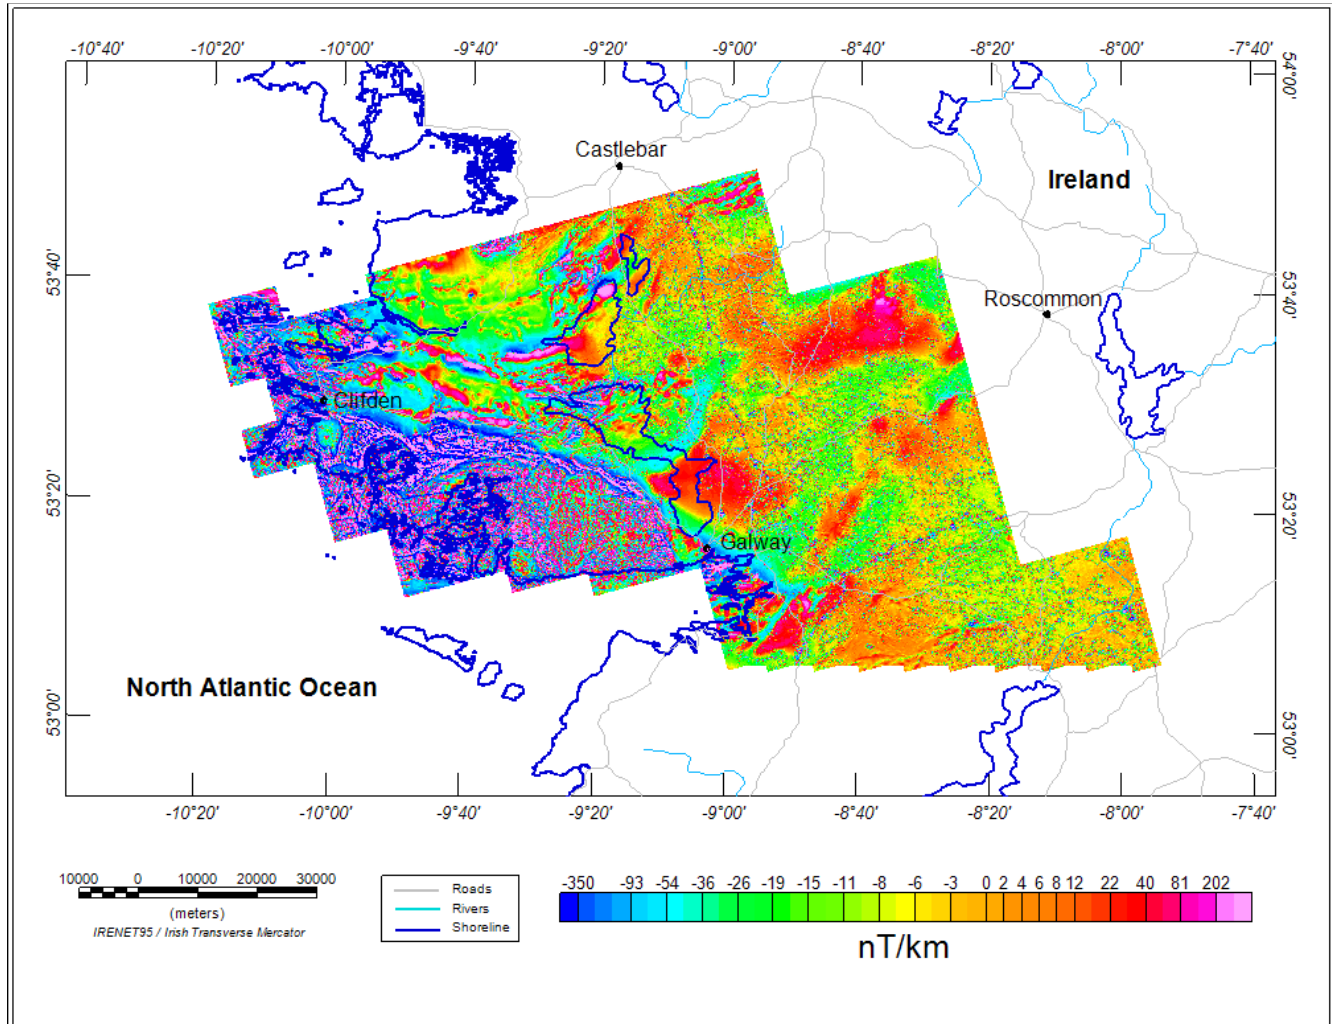 -10°40' -10°20' -10°00' -9°40' -9°20' -9°00' -8°40' -8°20' -8°00' -7°40'
54°00'
Castlebar
Ireland
53°40'
53°40'
Roscommon
Clifden
53°20'
53°20'
Galway
North Atlantic Ocean
53°00'
53°00'
-10°20' -10°00' -9°40' -9°20' -9°00' -8°40' -8°20' -8°00' -7°40'
10000 0 10000 20000 30000
(meters)
IRENET95 / Irish Transverse Mercator
Roads
Rivers
Shoreline
-350 -93 -54 -36 -26 -19 -15 -11 -8 -6 -3 0 2 4 6 8 12 22 40 81 202
nT/km